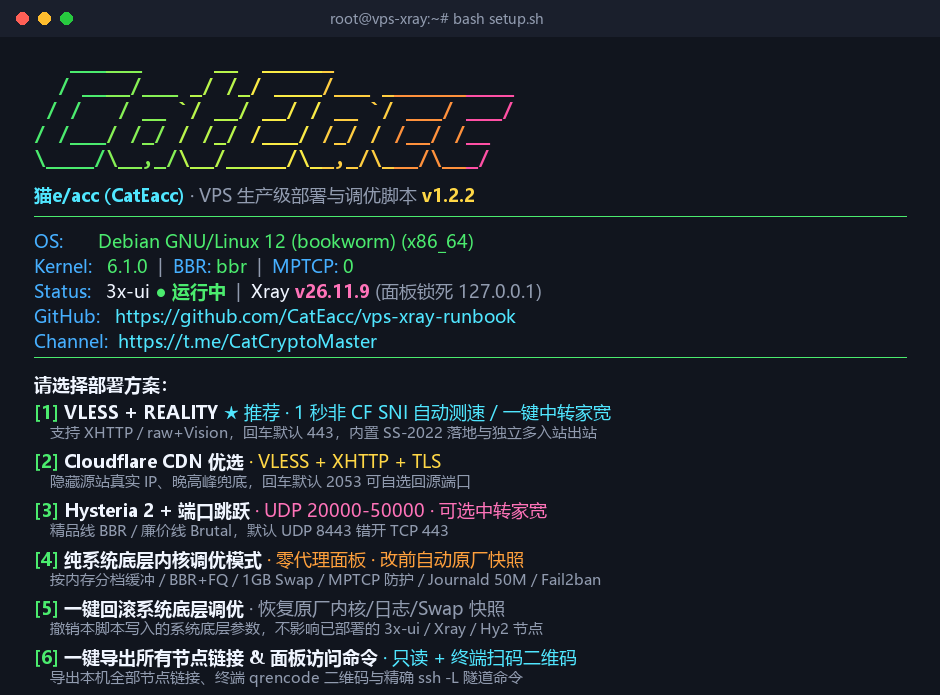 root@vps-xray:~# bash setup.sh
CatEacc
猫e/acc (CatEacc) · VPS 生产级部署与调优脚本 v1.2.2
OS: Debian GNU/Linux 12 (bookworm) (x86_64)
Kernel: 6.1.0 | BBR: bbr | MPTCP: 0
Status: 3x-ui ● 运行中 | Xray v26.11.9 (面板锁死 127.0.0.1)
GitHub: https://github.com/CatEacc/vps-xray-runbook
Channel: https://t.me/CatCryptoMaster
请选择部署方案：
[1] VLESS + REALITY ★ 推荐 · 1 秒非 CF SNI 自动测速 / 一键中转家宽
支持 XHTTP / raw+Vision，回车默认 443，内置 SS-2022 落地与独立多入站出站
[2] Cloudflare CDN 优选 · VLESS + XHTTP + TLS
隐藏源站真实 IP、晚高峰兜底，回车默认 2053 可自选回源端口
[3] Hysteria 2 + 端口跳跃 · UDP 20000-50000 · 可选中转家宽
精品线 BBR / 廉价线 Brutal，默认 UDP 8443 错开 TCP 443
[4] 纯系统底层内核调优模式 · 零代理面板 · 改前自动原厂快照
按内存分档缓冲 / BBR+FQ / 1GB Swap / MPTCP 防护 / Journald 50M / Fail2ban
[5] 一键回滚系统底层调优 · 恢复原厂内核/日志/Swap 快照
撤销本脚本写入的系统底层参数，不影响已部署的 3x-ui / Xray / Hy2 节点
[6] 一键导出所有节点链接 & 面板访问命令 · 只读 + 终端扫码二维码
导出本机全部节点链接、终端 qrencode 二维码与精确 ssh -L 隧道命令